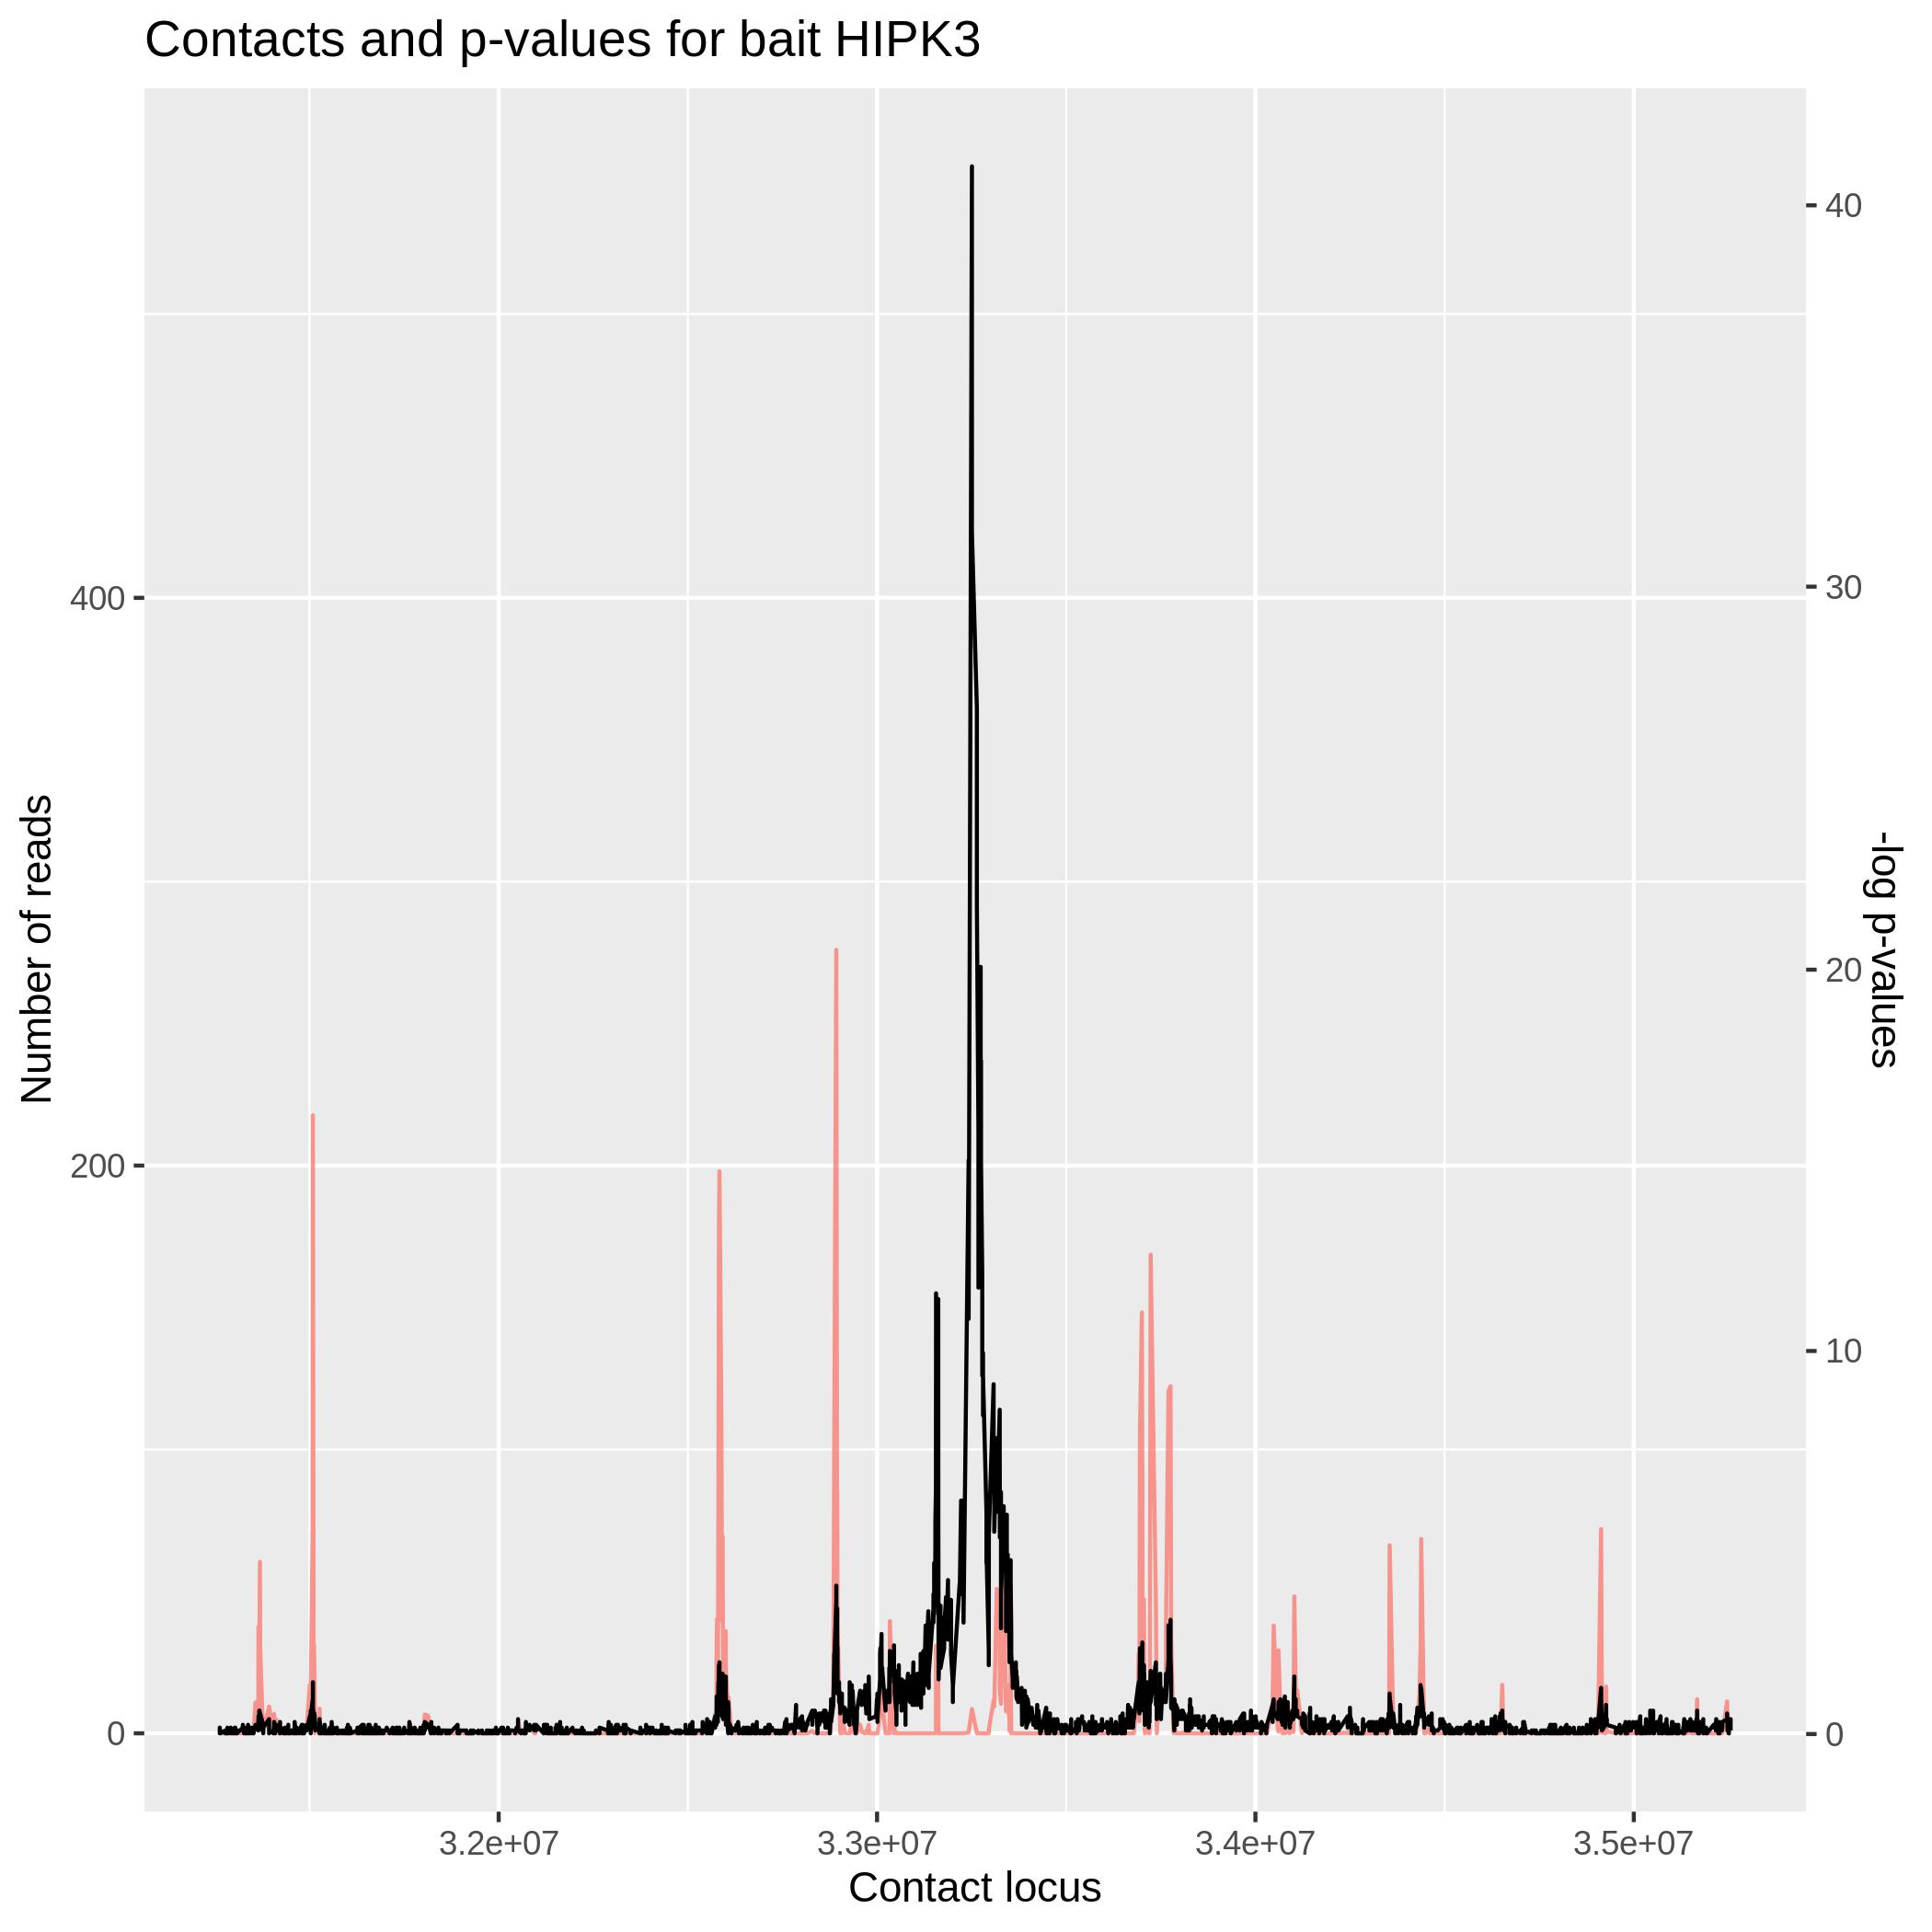 Contacts and p-values for bait HIPK3
Number of reads
400
200
0
40
30
20
10
0
-log p-values
3.2e+07
3.3e+07
3.4e+07
3.5e+07
Contact locus